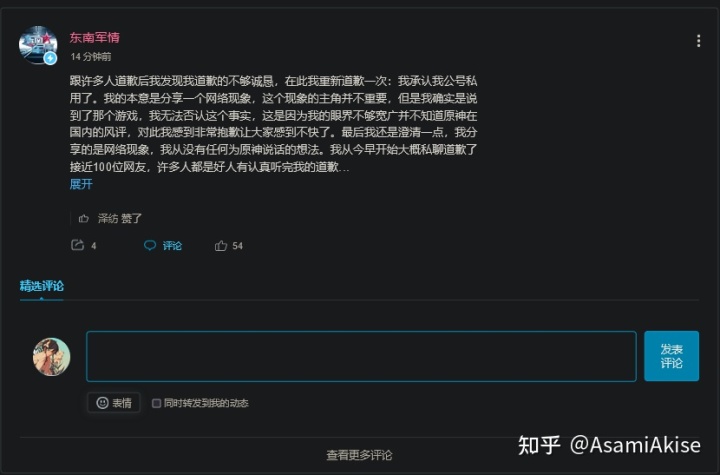 东南军情
14 分钟前
跟许多人道歉后我发现我道歉的不够诚恳，在此我重新道歉一次：我承认我公号私
用了。我的本意是分享一个网络现象，这个现象的主角并不重要，但是我确实是说
到了那个游戏，我无法否认这个事实，这是因为我的眼界不够宽广并不知道原神在
国内的风评，对此我感到非常抱歉让大家感到不快了。最后我还是澄清一点，我分
享的是网络现象，我从没有任何为原神说话的想法。我从今早开始大概私聊道歉了
接近100位网友，许多人都是好人有认真听完我的道歉...
展开
泽纺 赞了
4 评论 54
精选评论
发表
评论
表情 同时转发到我的动态
查看更多评论
知乎 @AsamiAkise